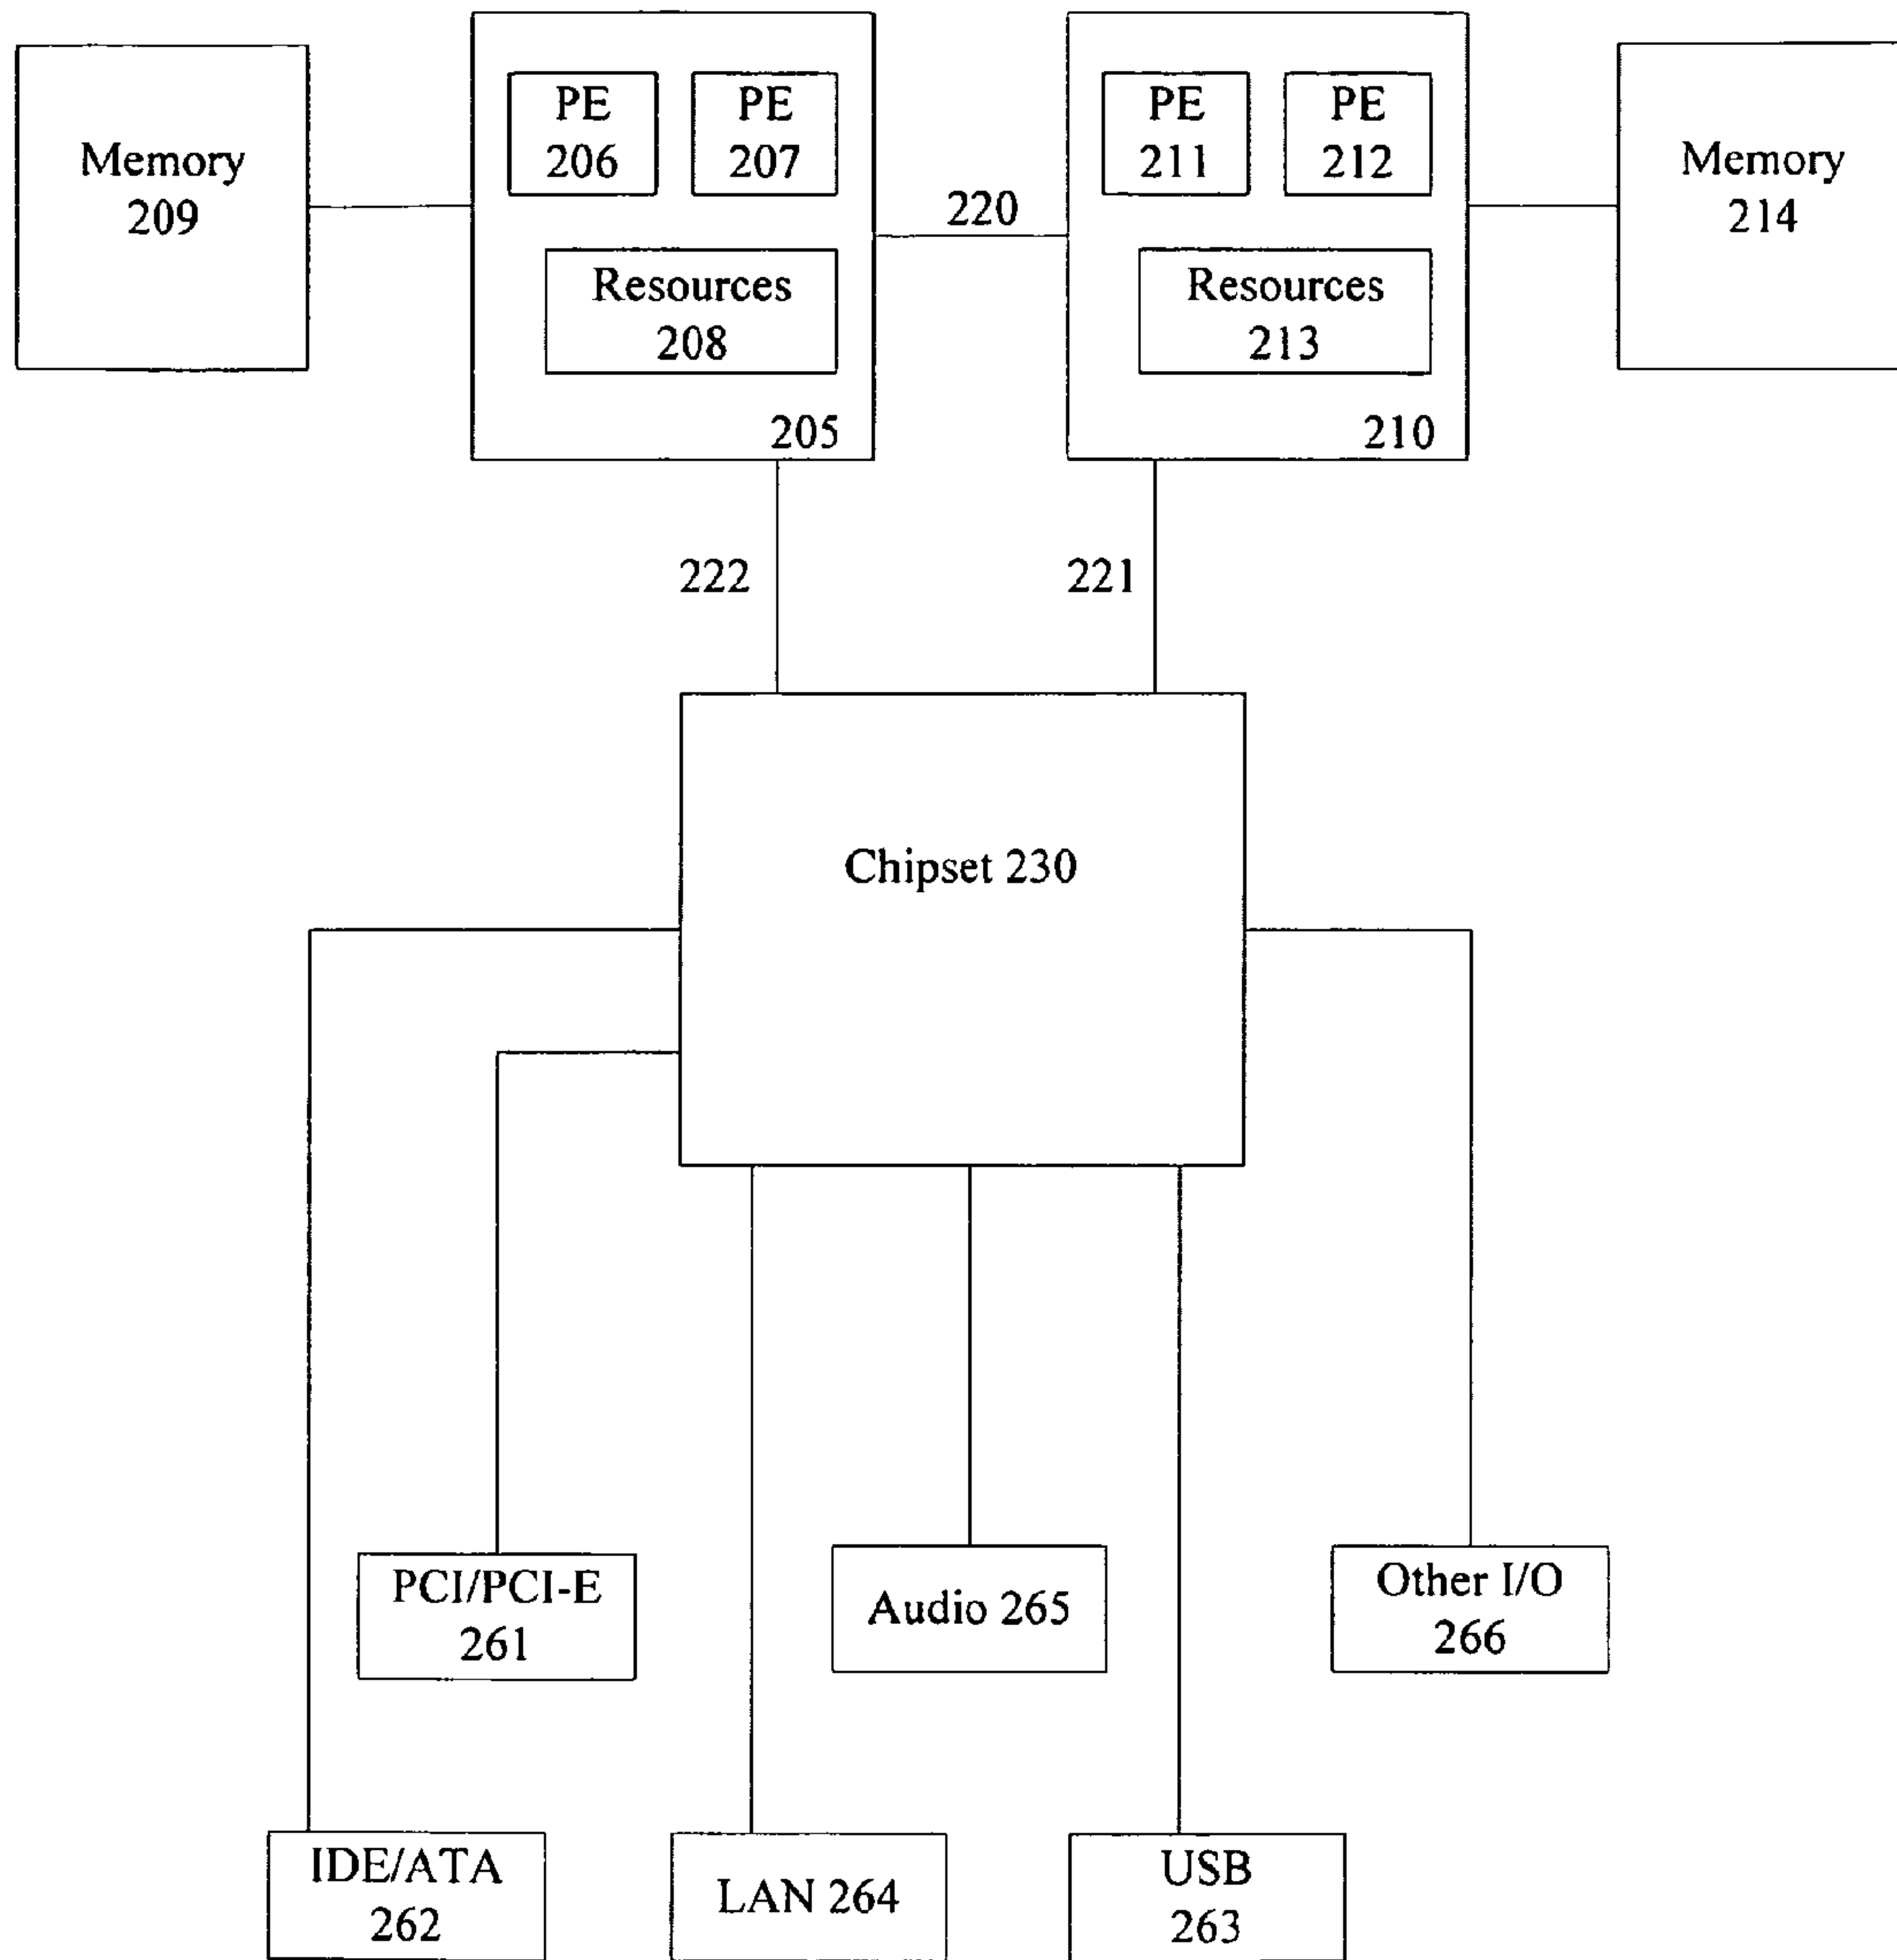 Memory
209
PE
206
PE
207
Resources
208
205
220
PE
211
PE
212
Resources
213
210
Memory
214
222
221
Chipset 230
PCI/PCI-E
261
Audio 265
Other I/O
266
IDE/ATA
262
LAN 264
USB
263